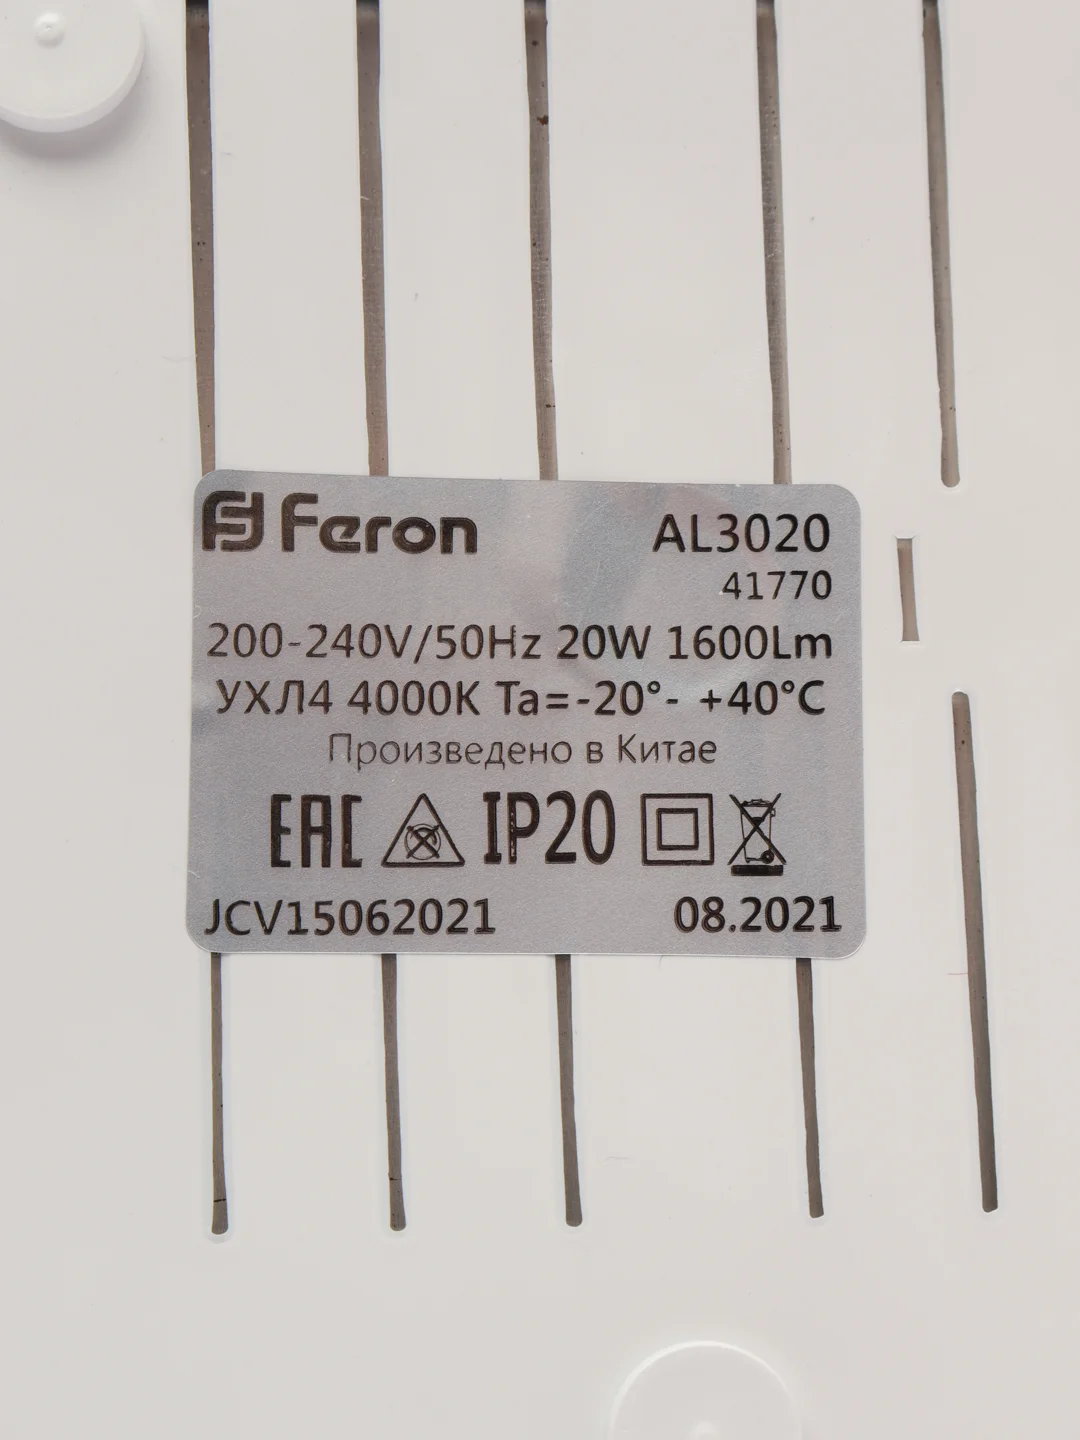 Feron AL3020
41770
200-240V/50Hz 20W 1600Lm
УХЛ4 4000K Ta=-20°- +40°C
Произведено в Китае
EAC IP20
JCV15062021 08.2021